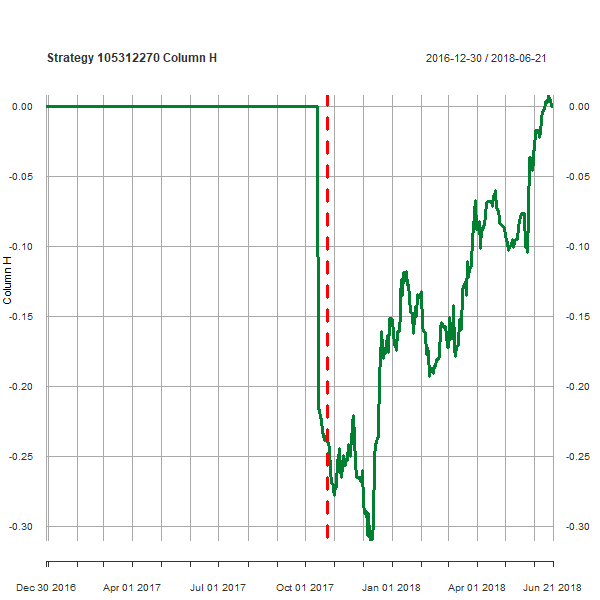 Strategy 105312270 Column H 2016-12-30 / 2018-06-21
0.00 0.00
-0.05 -0.05
-0.10 -0.10
Column H
-0.15 -0.15
-0.20 -0.20
-0.25 -0.25
-0.30 -0.30
Dec 30 2016 Apr 01 2017 Jul 01 2017 Oct 01 2017 Jan 01 2018 Apr 01 2018 Jun 21 2018